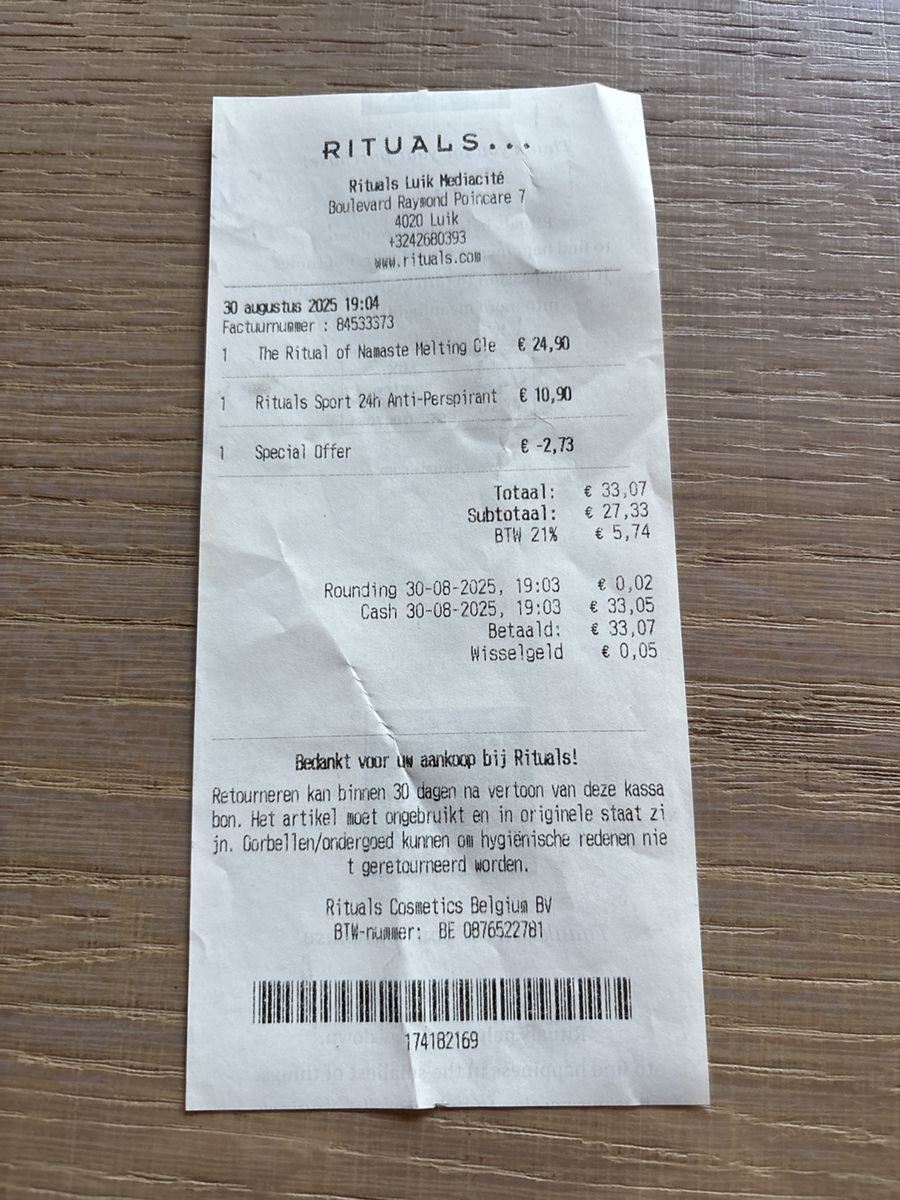 RITUALS...
Rituals Luik Mediacité
Boulevard Raymond Poincare 7
4020 Luik
+3242680393
www.rituals.com
30 augustus 2025 19:04
Factuurnummer : 84533373
1 The Ritual of Namaste Melting Cle € 24,90
1 Rituals Sport 24h Anti-Perspirant € 10,90
1 Special Offer € -2,73
Totaal: € 33,07
Subtotaal: € 27,33
BTW 21% € 5,74
Rounding 30-08-2025, 19:03 € 0,02
Cash 30-08-2025, 19:03 € 33,05
Betaald: € 33,07
Wisselgeld € 0,05
Bedankt voor uw aankoop bij Rituals!
Retourneren kan binnen 30 dagen na vertoon van deze kassa
bon. Het artikel moet ongebruikt en in originele staat zi
jn. Oorbellen/ondergoed kunnen om hygiënische redenen nie
t geretourneerd worden.
Rituals Cosmetics Belgium BV
BTW-nummer: BE 0876522781
174182169